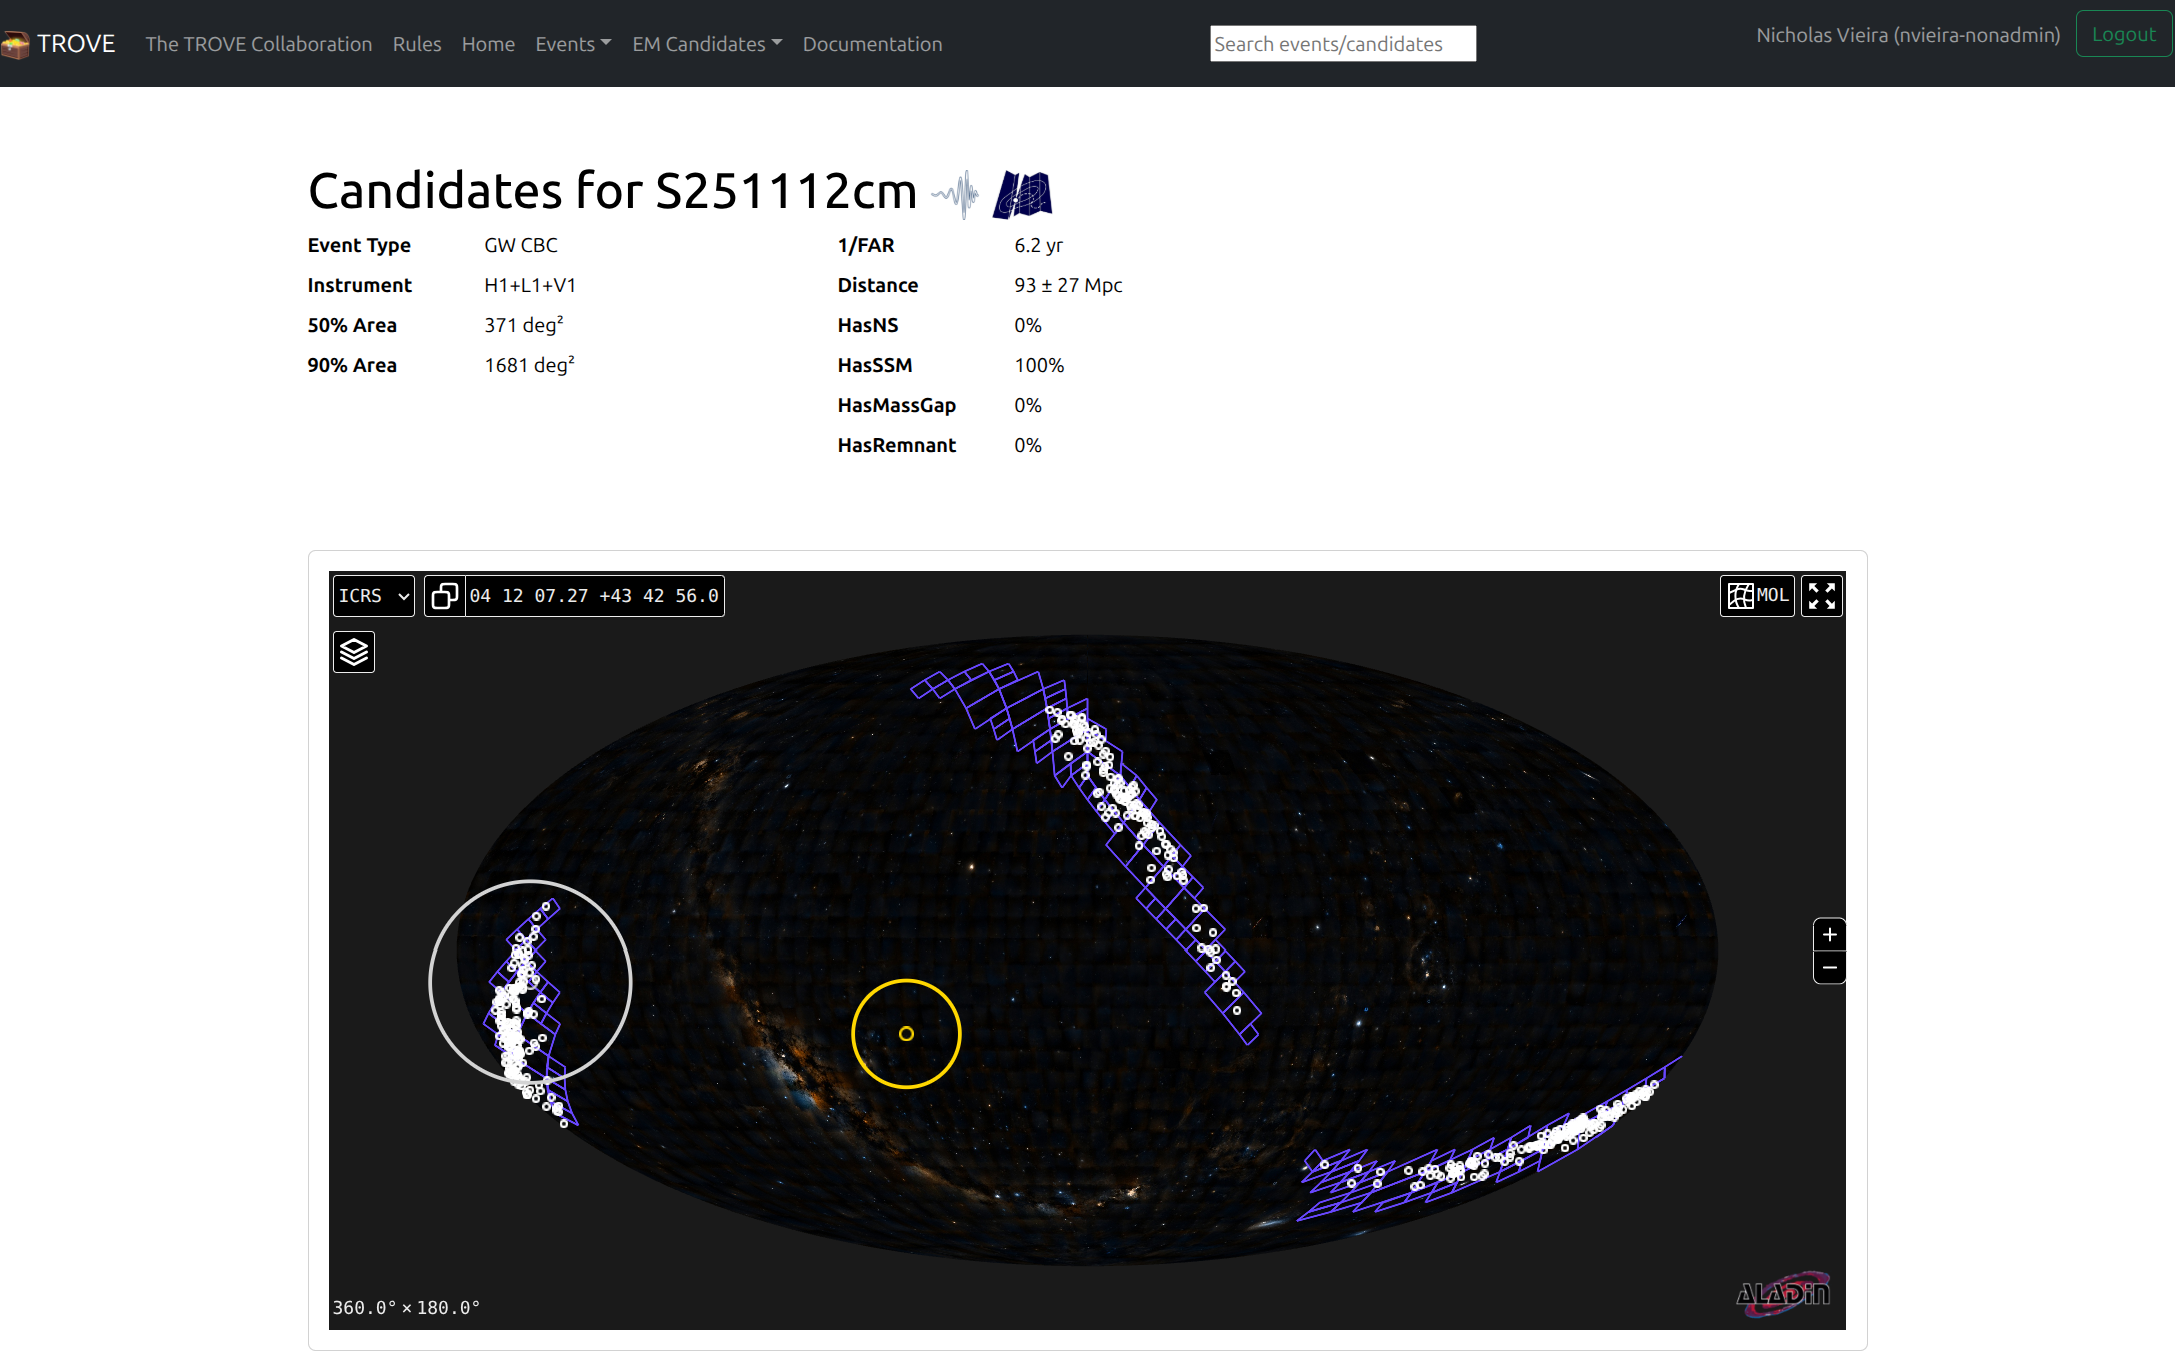 TROVE The TROVE Collaboration Rules Home Events EM Candidates Documentation Search events/candidates Nicholas Vieira (nvieira-nonadmin) Logout
Candidates for S251112cm
Event Type GW CBC 1/FAR 6.2 yr
Instrument H1+L1+V1 Distance 93 ± 27 Mpc
50% Area 371 deg² HasNS 0%
90% Area 1681 deg² HasSSM 100%
HasMassGap 0%
HasRemnant 0%
ICRS 04 12 07.27 +43 42 56.0 MOL
+
−
ALADIN
360.0° × 180.0°